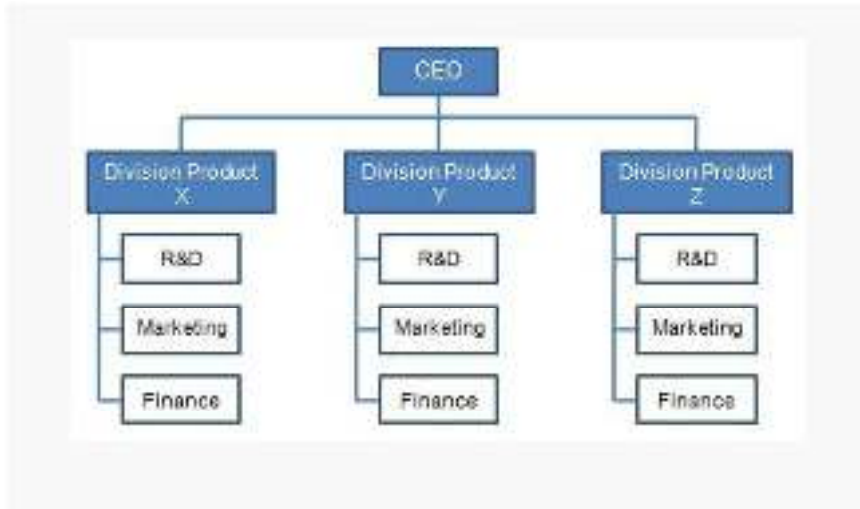 CEO
Division Product
X
Division Product
Y
Division Product
Z
R&D
R&D
R&D
Marketing
Marketing
Marketing
Finance
Finance
Finance